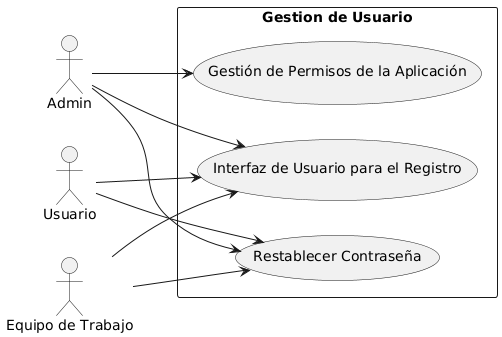 Gestion de Usuario
Gestión de Permisos de la Aplicación
Admin
Interfaz de Usuario para el Registro
Usuario
Restablecer Contraseña
Equipo de Trabajo